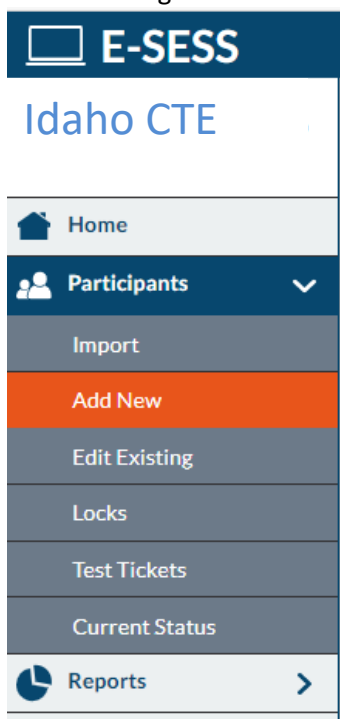 E-SESS
Idaho CTE
Home
Participants
Import
Add New
Edit Existing
Locks
Test Tickets
Current Status
Reports